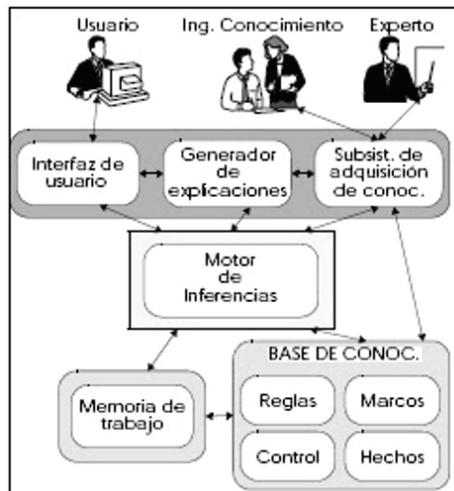 Usuario
Ing. Conocimiento
Experto
Interfaz de
usuario
Generador
de
explicaciones
Subsist. de
adquisición
de conoc.
Motor
de
Inferencias
BASE DE CONOC.
Memoria de
trabajo
Reglas
Marcos
Control
Hechos